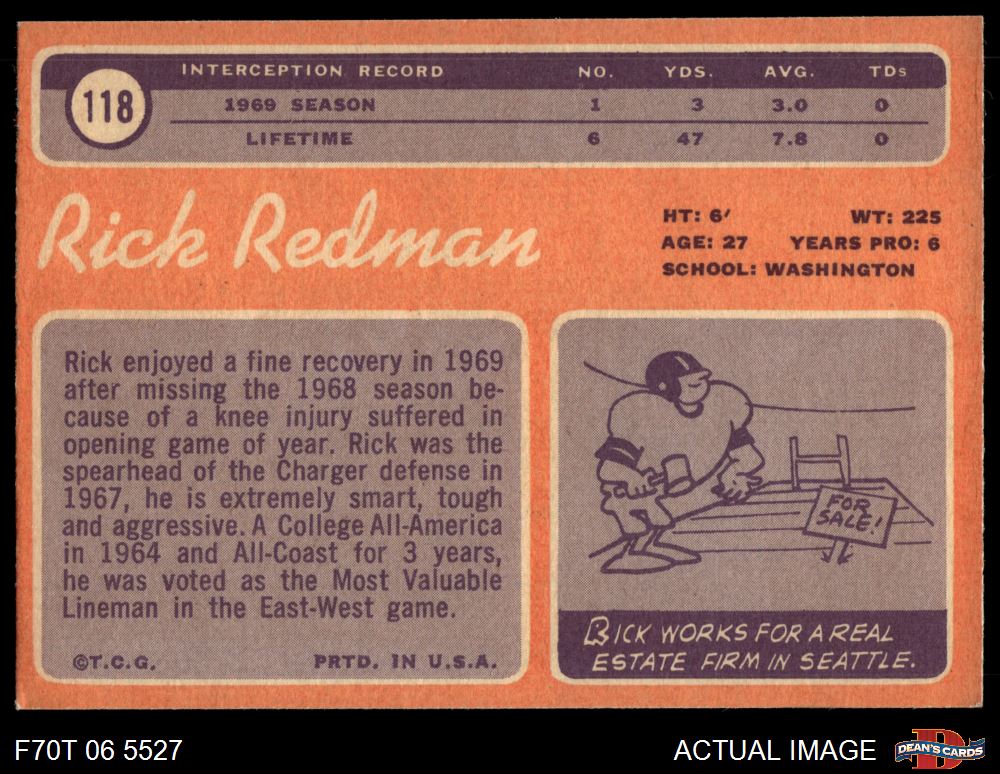 118
INTERCEPTION RECORD NO. YDS. AVG. TDs
1969 SEASON 1 3 3.0 0
LIFETIME 6 47 7.8 0
Rick Redman
HT: 6′ WT: 225
AGE: 27 YEARS PRO: 6
SCHOOL: WASHINGTON
Rick enjoyed a fine recovery in 1969
after missing the 1968 season be-
cause of a knee injury suffered in
opening game of year. Rick was the
spearhead of the Charger defense in
1967, he is extremely smart, tough
and aggressive. A College All-America
in 1964 and All-Coast for 3 years,
he was voted as the Most Valuable
Lineman in the East-West game.
©T.C.G. PRTD. IN U.S.A.
FOR
SALE!
RICK WORKS FOR A REAL
ESTATE FIRM IN SEATTLE.
F70T 06 5527
ACTUAL IMAGE
D
DEAN'S CARDS